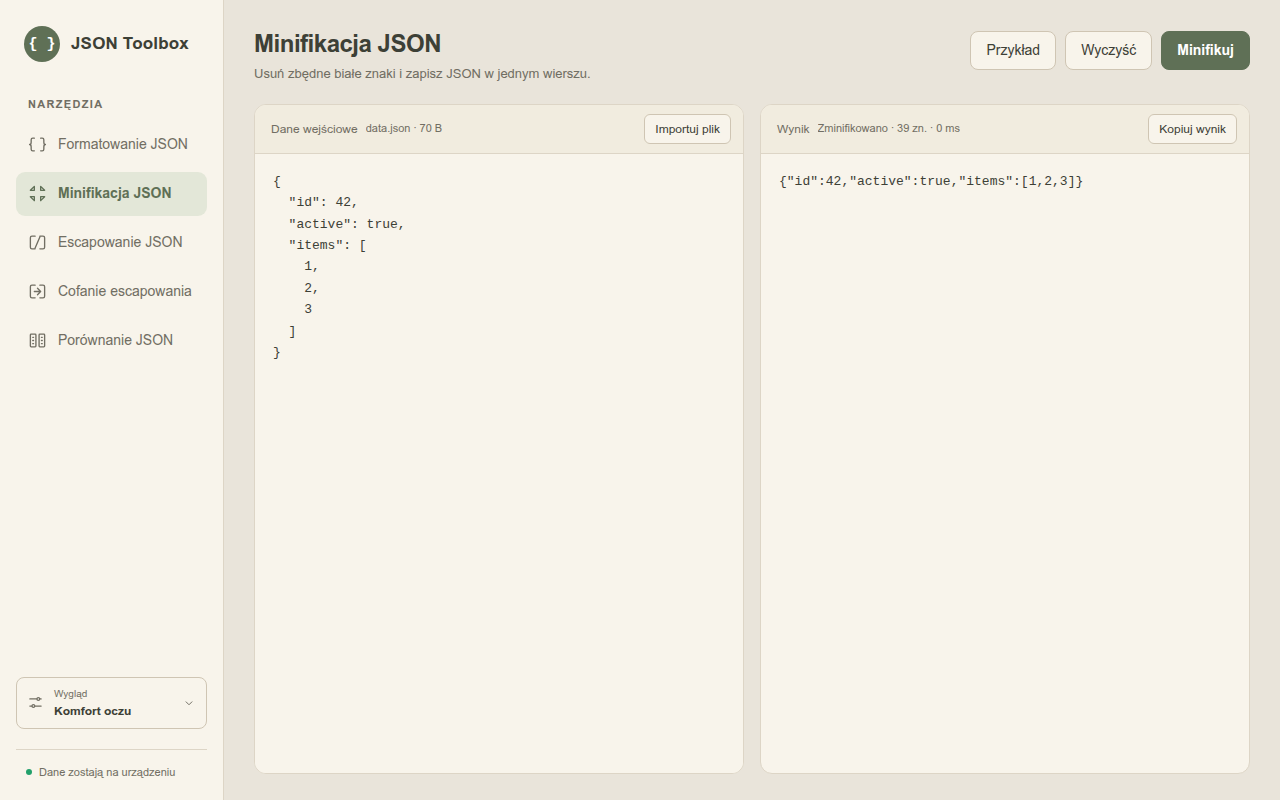 { } JSON Toolbox
NARZĘDZIA
Formatowanie JSON
Minifikacja JSON
Escapowanie JSON
Cofanie escapowania
Porównanie JSON
Wygląd
Komfort oczu
Dane zostają na urządzeniu
Minifikacja JSON
Usuń zbędne białe znaki i zapisz JSON w jednym wierszu.
Przykład
Wyczyść
Minifikuj
Dane wejściowe data.json · 70 B
Importuj plik
{
  "id": 42,
  "active": true,
  "items": [
    1,
    2,
    3
  ]
}
Wynik Zminifikowano · 39 zn. · 0 ms
Kopiuj wynik
{"id":42,"active":true,"items":[1,2,3]}